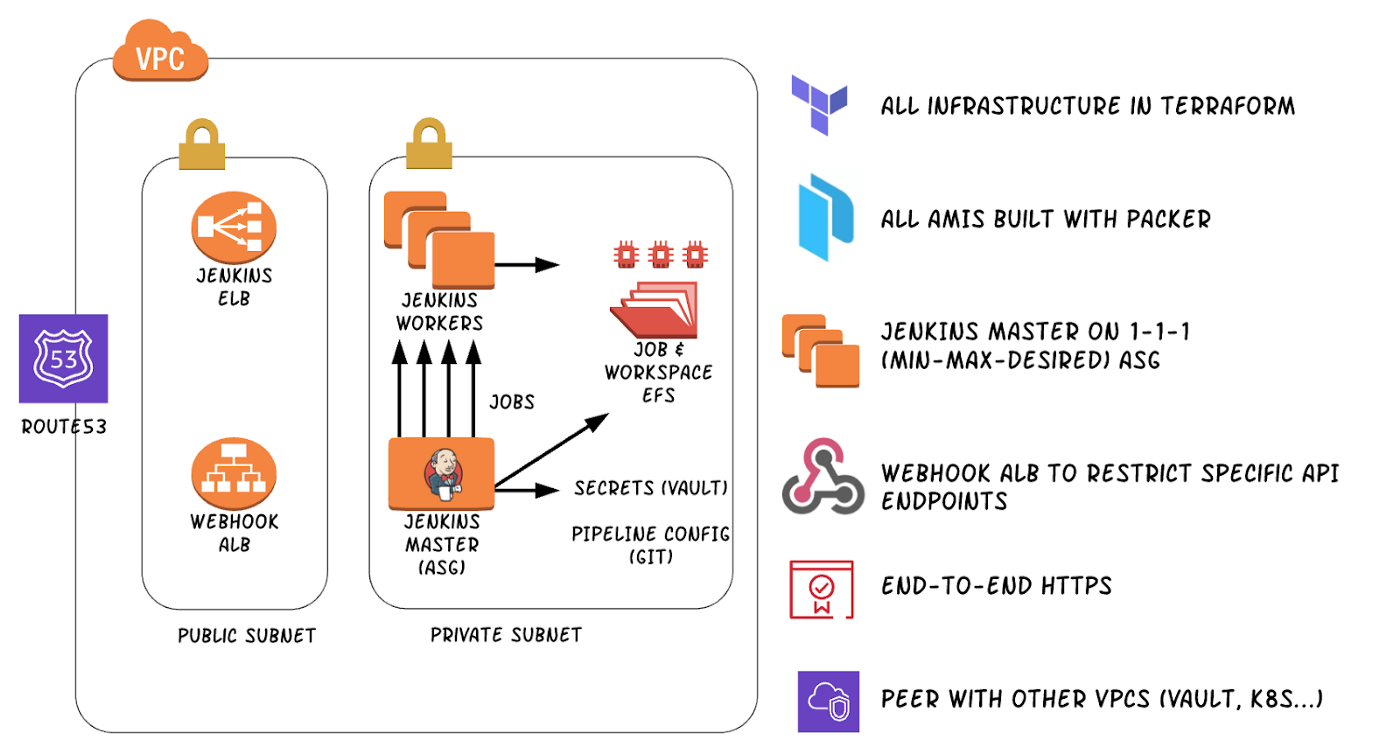 VPC
JENKINS
ELB
53
ROUTE53
WEBHOOK
ALB
PUBLIC SUBNET
JENKINS
WORKERS
JOBS
JENKINS
MASTER
(ASG)
JOB &
WORKSPACE
EFS
SECRETS (VAULT)
PIPELINE CONFIG
(GIT)
PRIVATE SUBNET
ALL INFRASTRUCTURE IN TERRAFORM
ALL AMIS BUILT WITH PACKER
JENKINS MASTER ON 1-1-1
(MIN-MAX-DESIRED) ASG
WEBHOOK ALB TO RESTRICT SPECIFIC API
ENDPOINTS
END-TO-END HTTPS
PEER WITH OTHER VPCS (VAULT, K8S...)